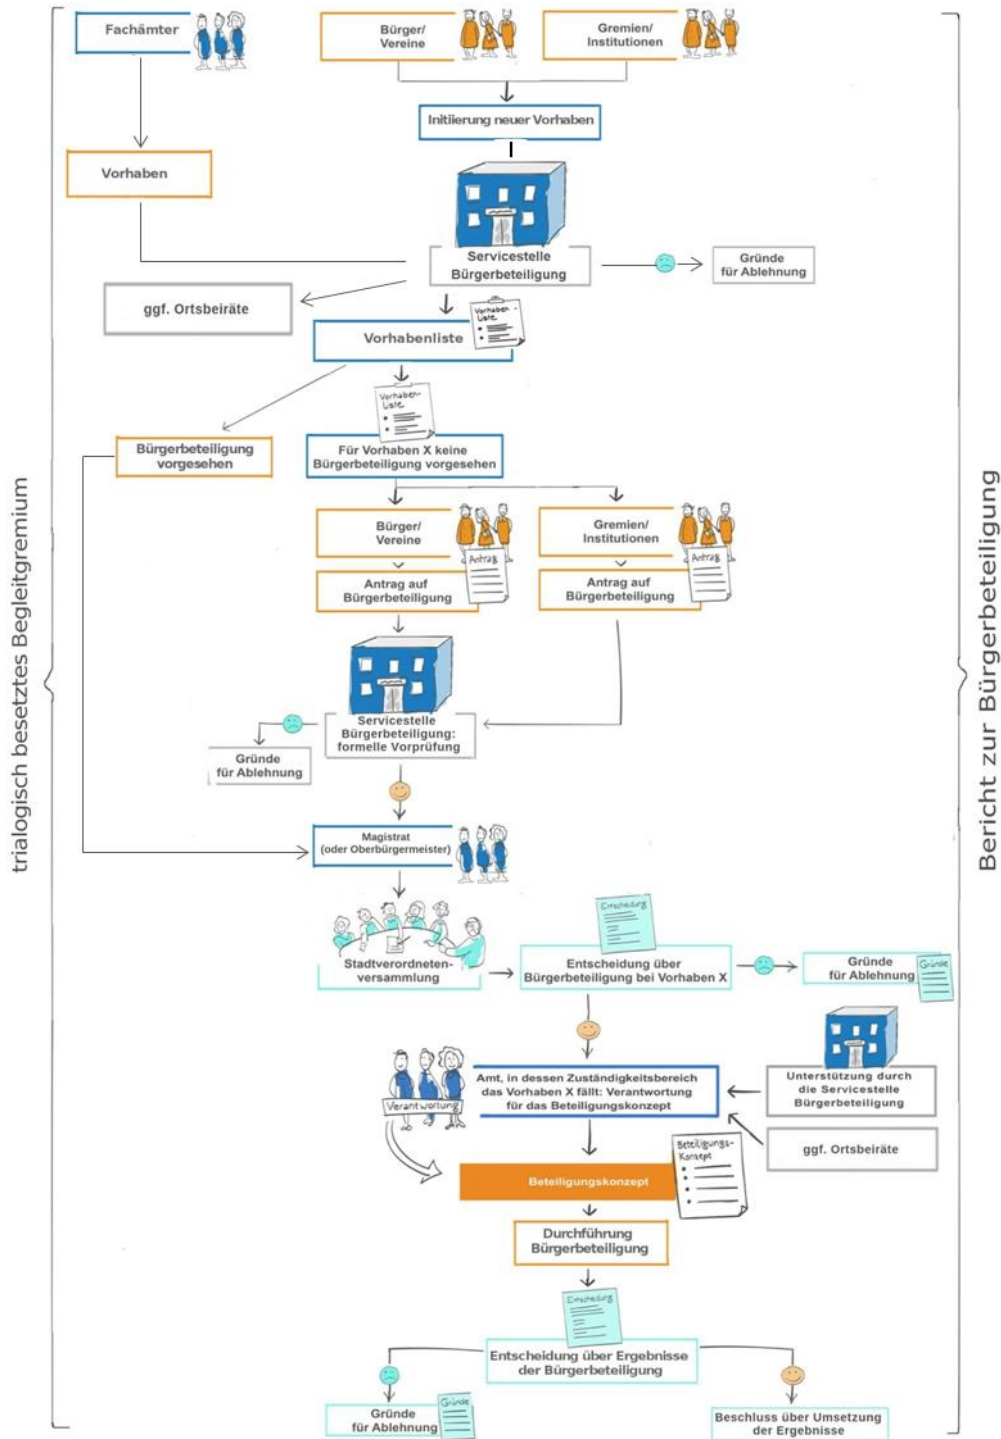 Fachämter
Bürger/
Vereine
Gremien/
Institutionen
Initiierung neuer Vorhaben
Vorhaben
Servicestelle
Bürgerbeteiligung
Gründe
für Ablehnung
ggf. Ortsbeiräte
Vorhaben-
Liste
Vorhabenliste
Vorhaben-
Liste
Bürgerbeteiligung
vorgesehen
Für Vorhaben X keine
Bürgerbeteiligung vorgesehen
Bürger/
Vereine
Gremien/
Institutionen
Antrag
Antrag
Antrag auf
Bürgerbeteiligung
Antrag auf
Bürgerbeteiligung
Servicestelle
Bürgerbeteiligung:
formelle Vorprüfung
Gründe
für Ablehnung
Magistrat
(oder Oberbürgermeister)
Stadtverordneten-
versammlung
Entscheidung
Entscheidung über
Bürgerbeteiligung bei Vorhaben X
Gründe
für Ablehnung
Gründe
Verantwortung
Amt, in dessen Zuständigkeitsbereich
das Vorhaben X fällt: Verantwortung
für das Beteiligungskonzept
Unterstützung durch
die Servicestelle
Bürgerbeteiligung
ggf. Ortsbeiräte
Beteiligungs-
Konzept
Beteiligungskonzept
Durchführung
Bürgerbeteiligung
Entscheidung
Entscheidung über Ergebnisse
der Bürgerbeteiligung
Gründe
für Ablehnung
Gründe
Beschluss über Umsetzung
der Ergebnisse
trialogisch besetztes Begleitgremium
Bericht zur Bürgerbeteiligung